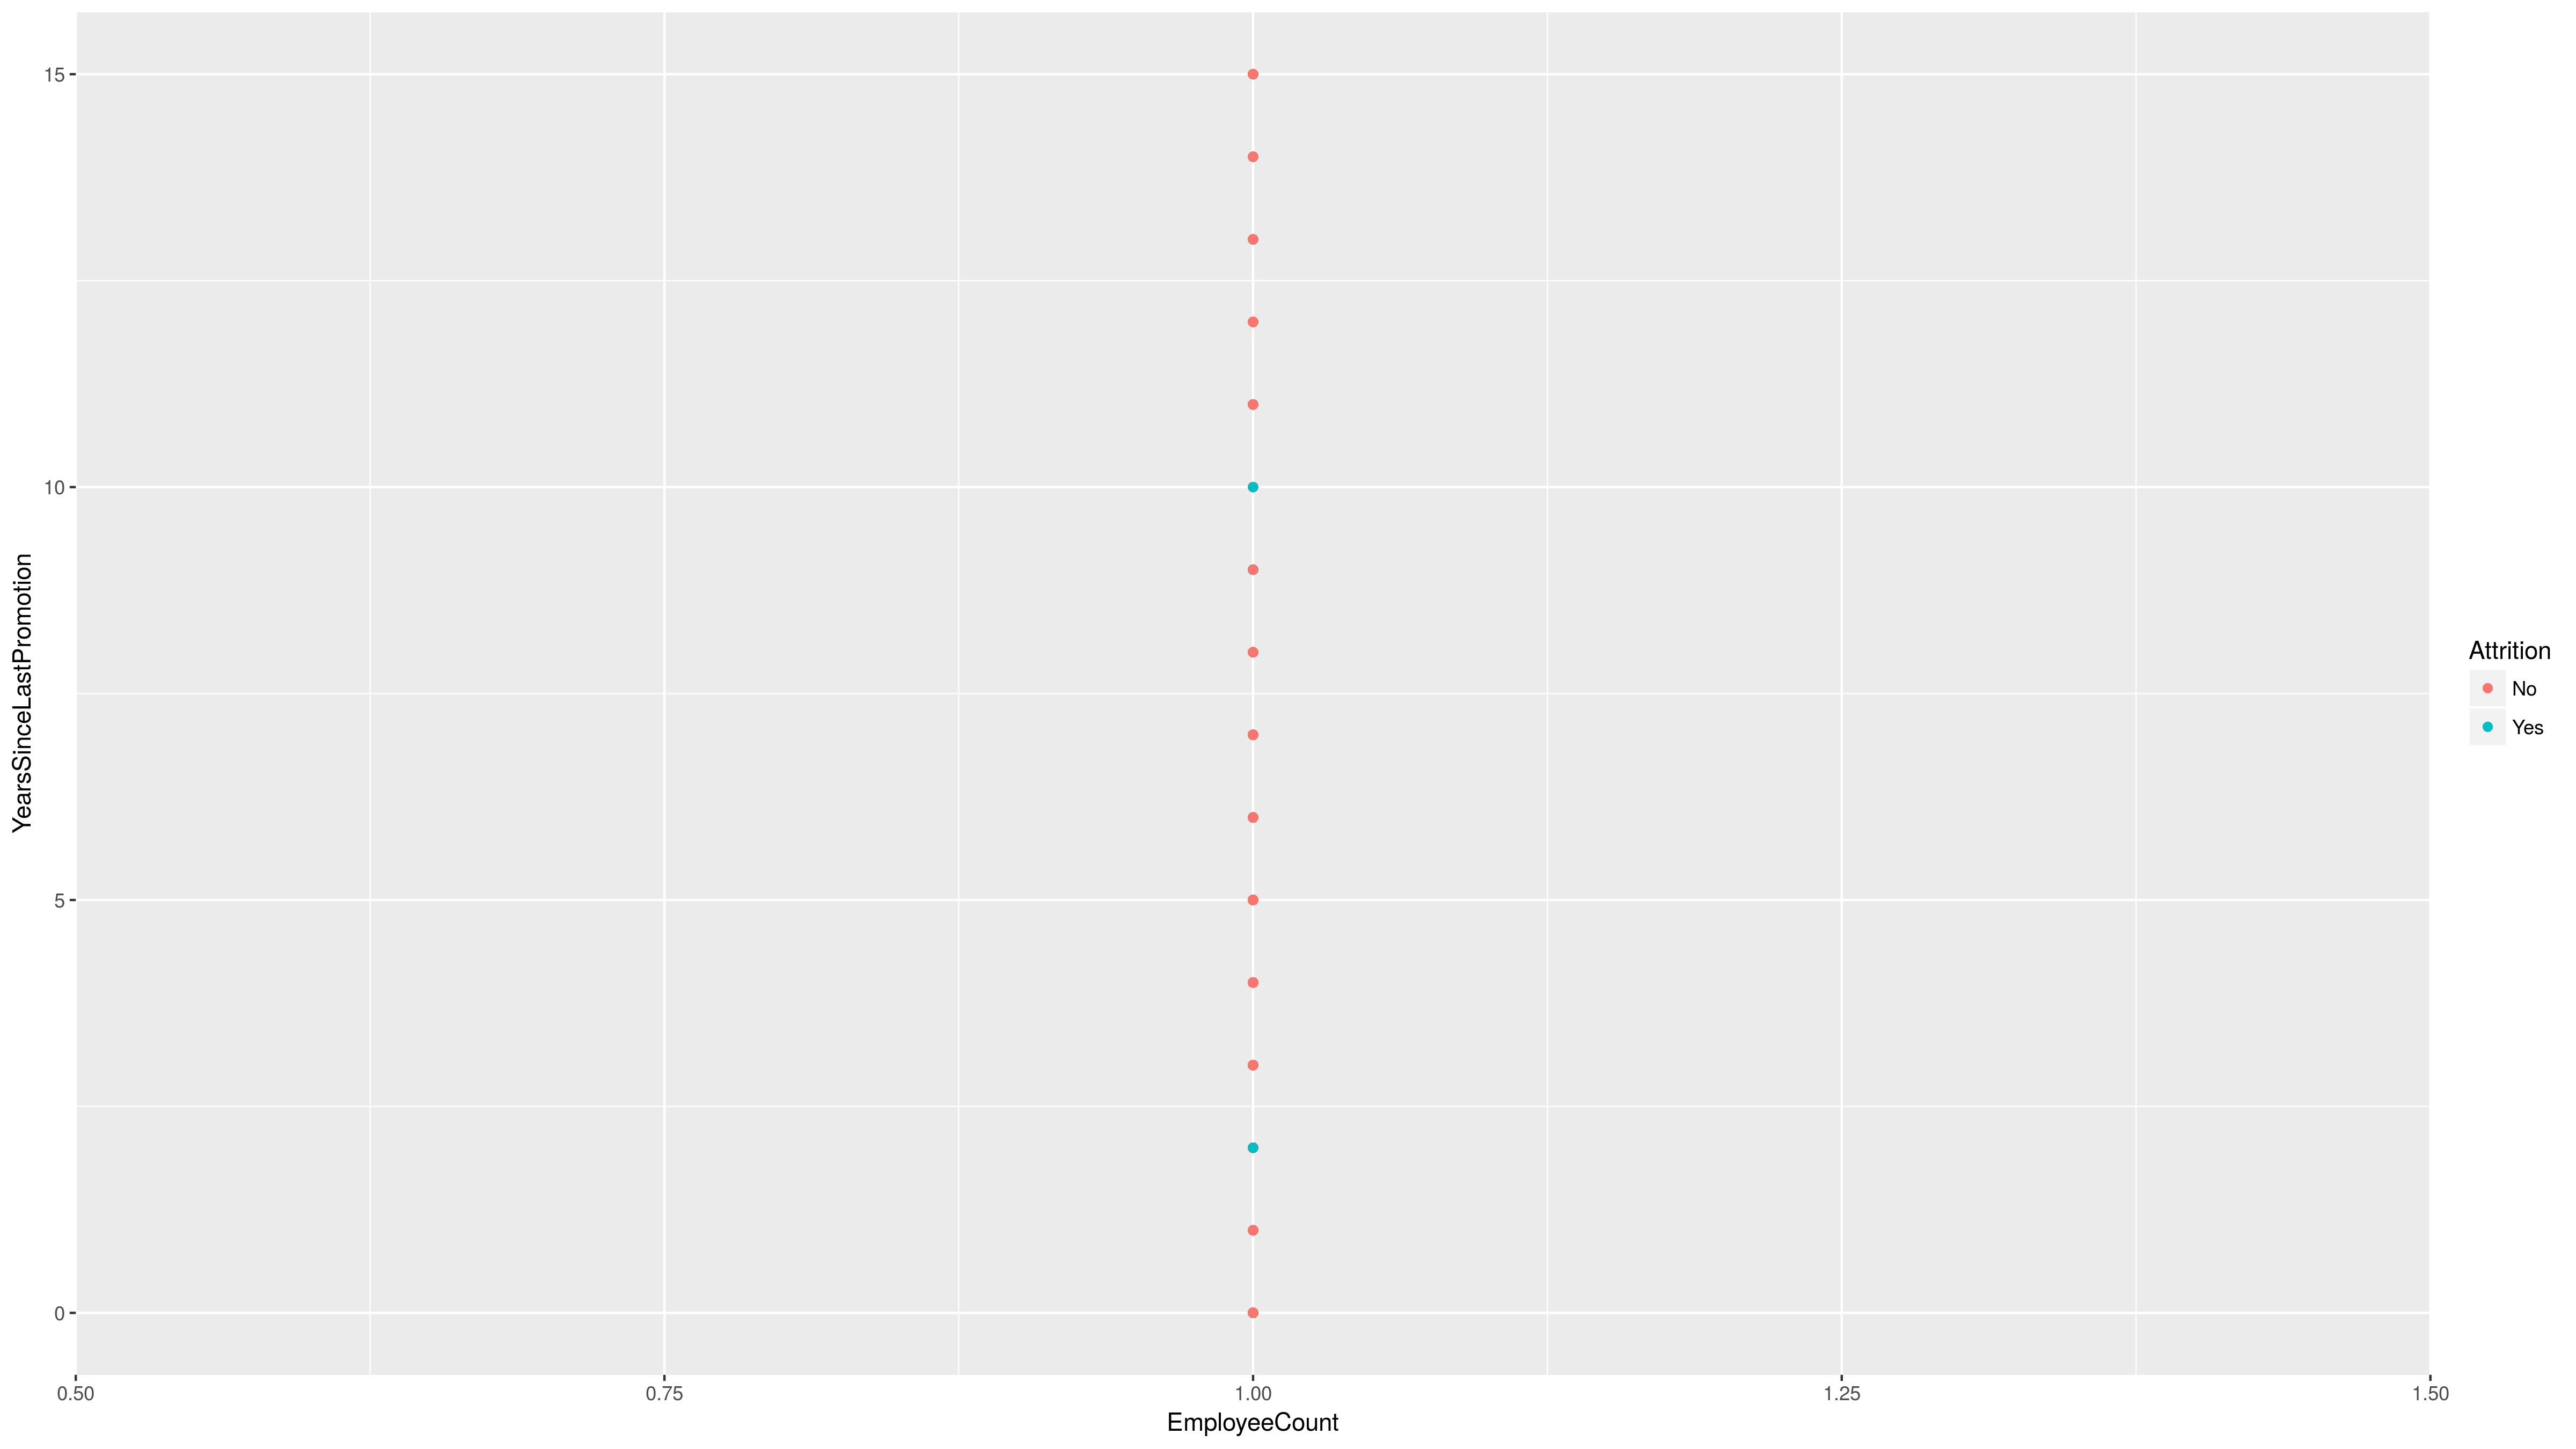 15
10
5
0
YearsSinceLastPromotion
0.50 0.75 1.00 1.25 1.50
EmployeeCount
Attrition
No
Yes